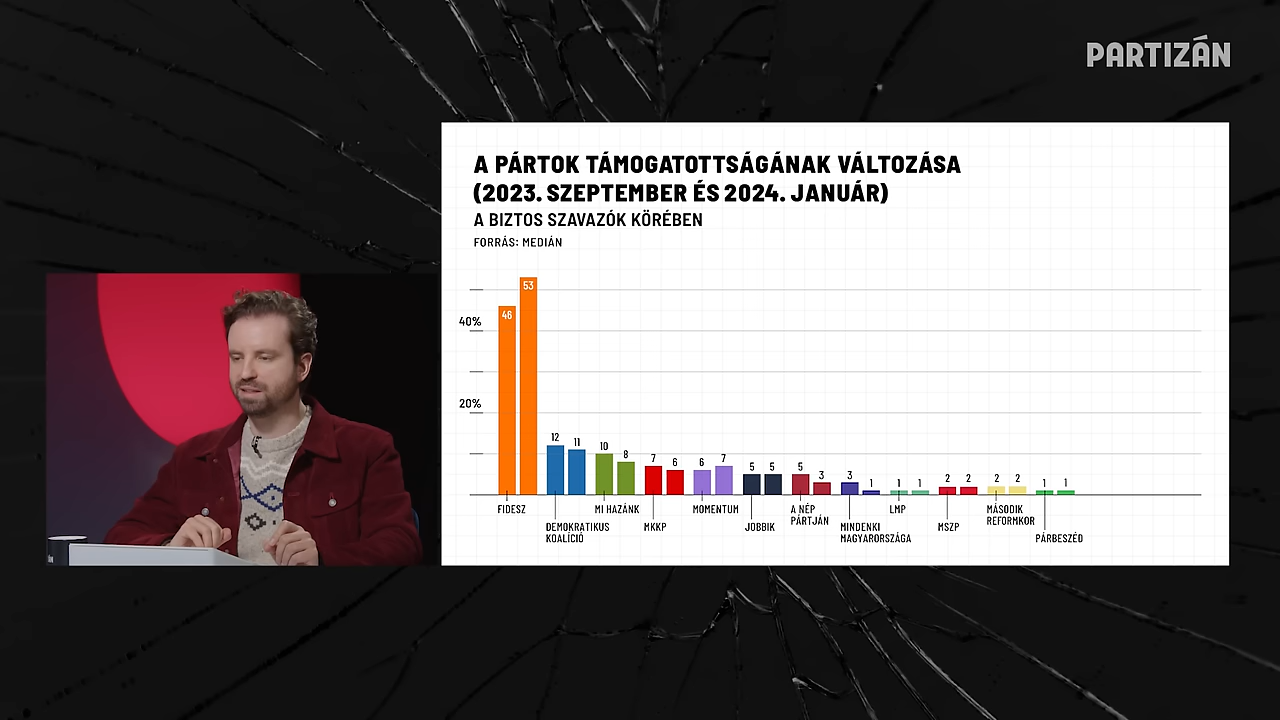 PARTIZÁN
A PÁRTOK TÁMOGATOTTSÁGÁNAK VÁLTOZÁSA
(2023. SZEPTEMBER ÉS 2024. JANUÁR)
A BIZTOS SZAVAZÓK KÖRÉBEN
FORRÁS: MEDIÁN
40%
20%
46 53
12 11
10 8
7 6
6 7
5 5
5 3
3 1
1 1
2 2
2 2
1 1
FIDESZ
DEMOKRATIKUS
KOALÍCIÓ
MI HAZÁNK
MKKP
MOMENTUM
JOBBIK
A NÉP
PÁRTJÁN
MINDENKI
MAGYARORSZÁGA
LMP
MSZP
MÁSODIK
REFORMKOR
PÁRBESZÉD